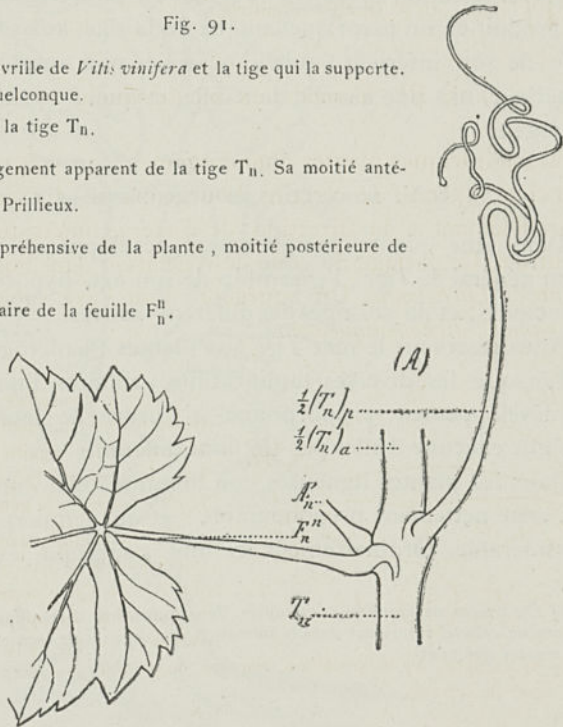 Fig. 91.
vrille de Vitis vinifera et la tige qui la supporte.
uelconque.
la tige Tn.
gement apparent de la tige Tn. Sa moitié anté-
Prillieux.
préhensive de la plante, moitié postérieure de
aire de la feuille Fnn.
(A)
½(Tn)p
½(Tn)a
Fnn
Tn